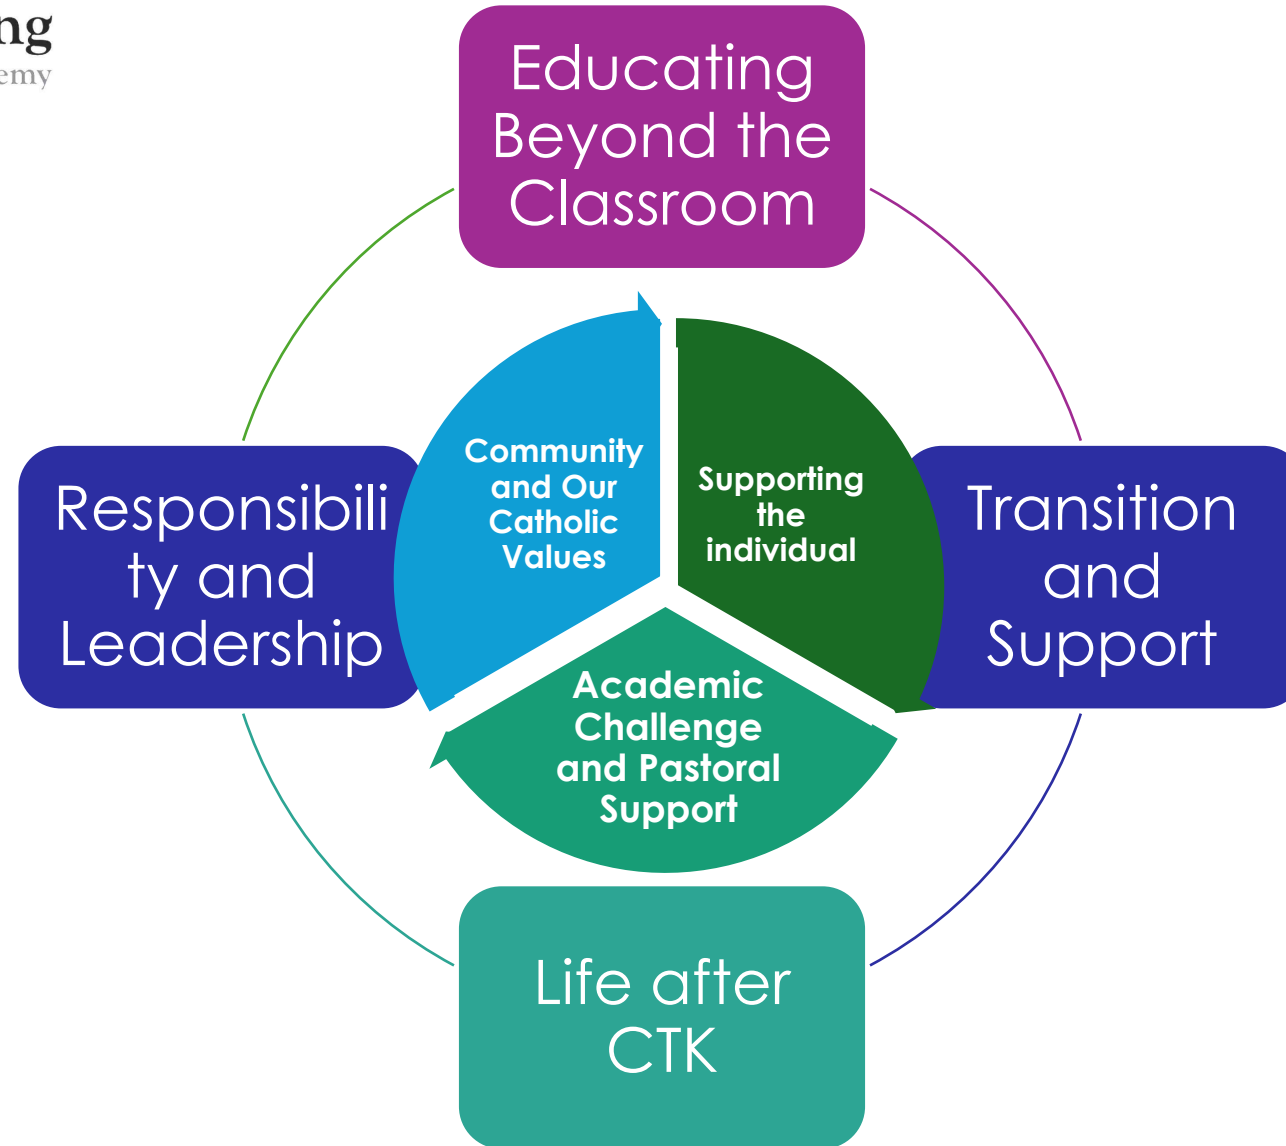 ng
emy
Educating
Beyond the
Classroom
Community
and Our
Catholic
Values
Supporting
the
individual
Responsibili
ty and
Leadership
Transition
and
Support
Academic
Challenge
and Pastoral
Support
Life after
CTK